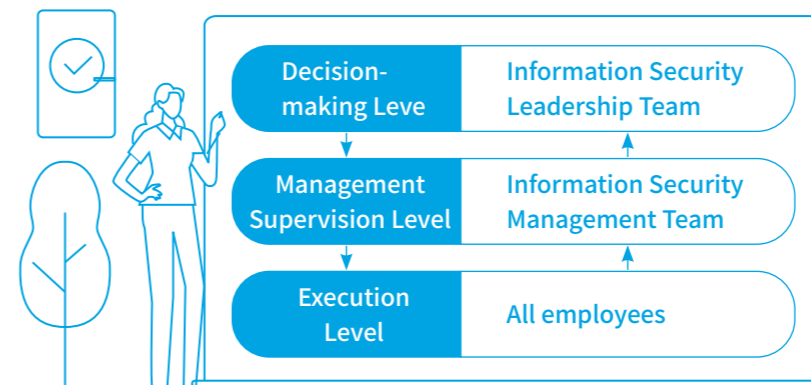 Decision-
making Leve
Information Security
Leadership Team
Management
Supervision Level
Information Security
Management Team
Execution
Level
All employees